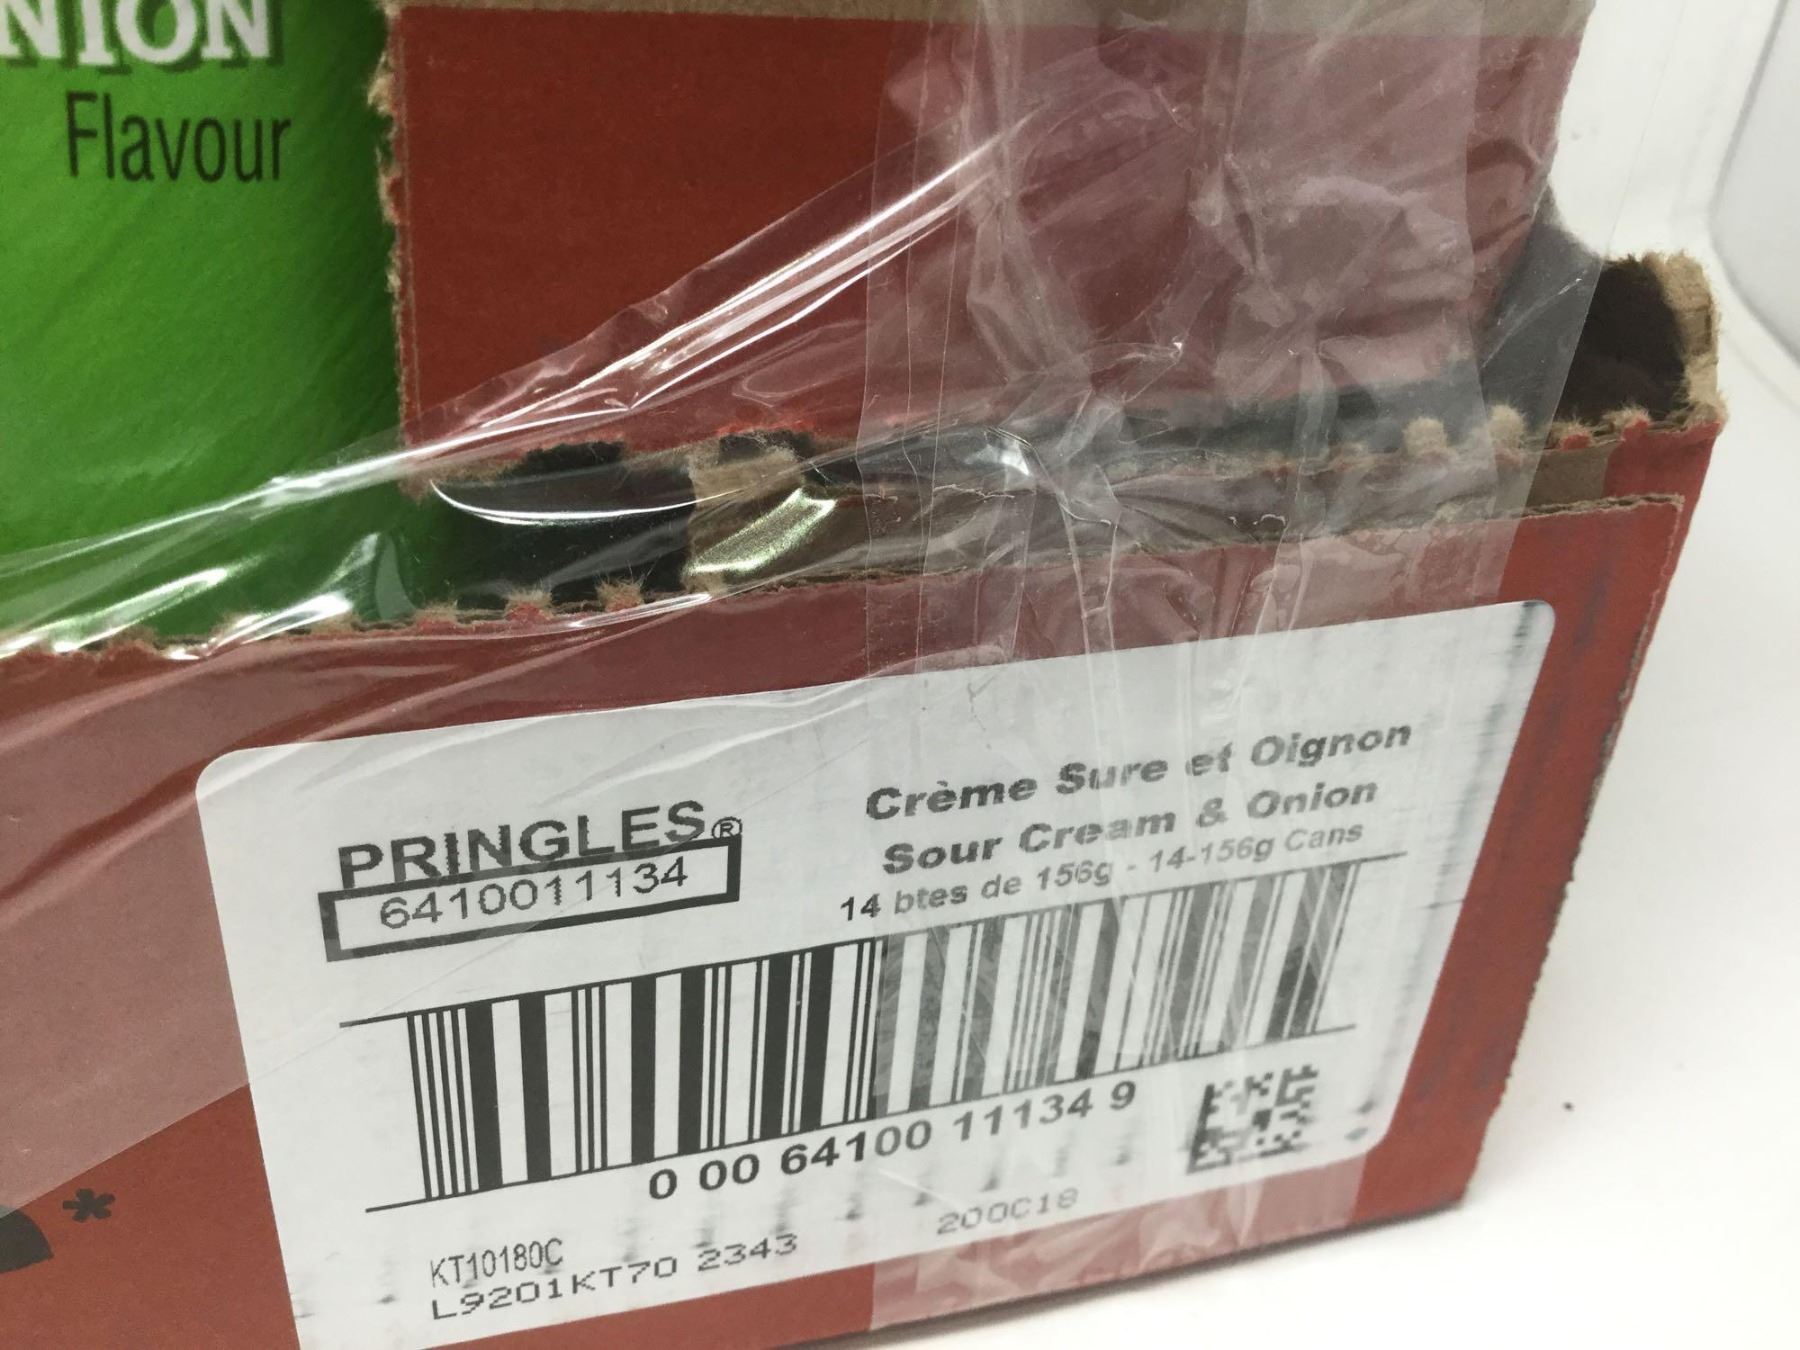 NION
Flavour
PRINGLES®
6410011134
Crème Sure et Oignon
Sour Cream & Onion
14 btes de 156g - 14-156g Cans
0 00 64100 11134 9
KT10180C
L9201KT70 2343
200C18
*